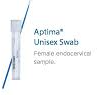 Aptima®
Unisex Swab
Female endocervical
sample.